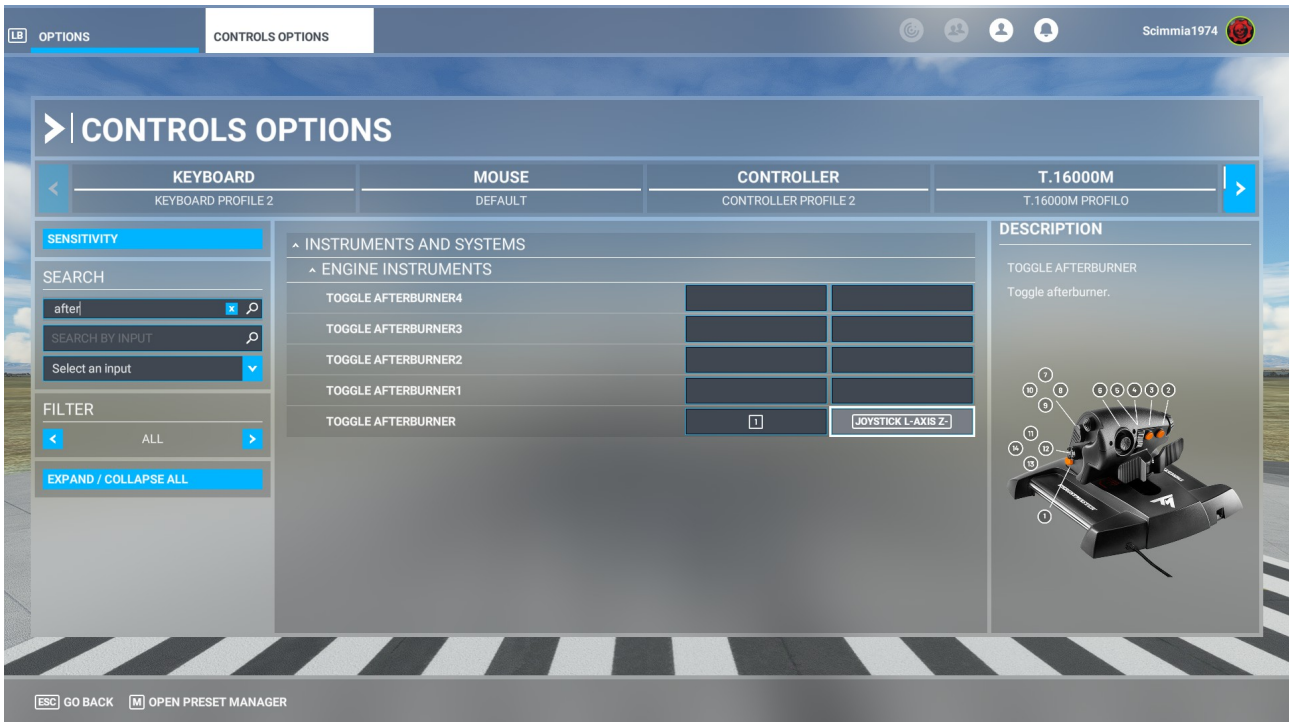 LB OPTIONS CONTROLS OPTIONS Scimmia1974
CONTROLS OPTIONS
KEYBOARD MOUSE CONTROLLER T.16000M
KEYBOARD PROFILE 2 DEFAULT CONTROLLER PROFILE 2 T.16000M PROFILO
SENSITIVITY
SEARCH
after
SEARCH BY INPUT
Select an input
FILTER
ALL
EXPAND / COLLAPSE ALL
INSTRUMENTS AND SYSTEMS
ENGINE INSTRUMENTS
TOGGLE AFTERBURNER4
TOGGLE AFTERBURNER3
TOGGLE AFTERBURNER2
TOGGLE AFTERBURNER1
TOGGLE AFTERBURNER 1 JOYSTICK L-AXIS Z-
DESCRIPTION
TOGGLE AFTERBURNER
Toggle afterburner.
7
10 8 6 5 4 3 2
9
11
14 12
13
1
THRUSTMASTER
ESC GO BACK M OPEN PRESET MANAGER